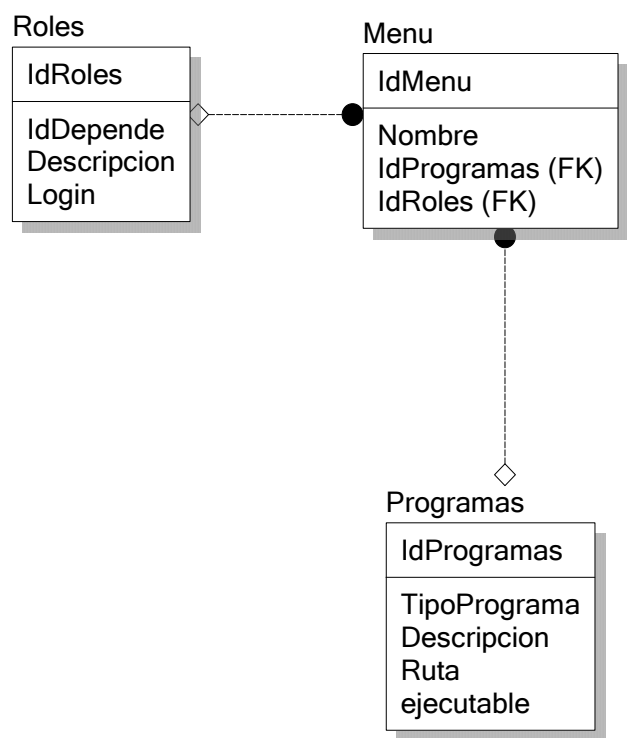 Roles
IdRoles
IdDepende
Descripcion
Login
Menu
IdMenu
Nombre
IdProgramas (FK)
IdRoles (FK)
Programas
IdProgramas
TipoPrograma
Descripcion
Ruta
ejecutable